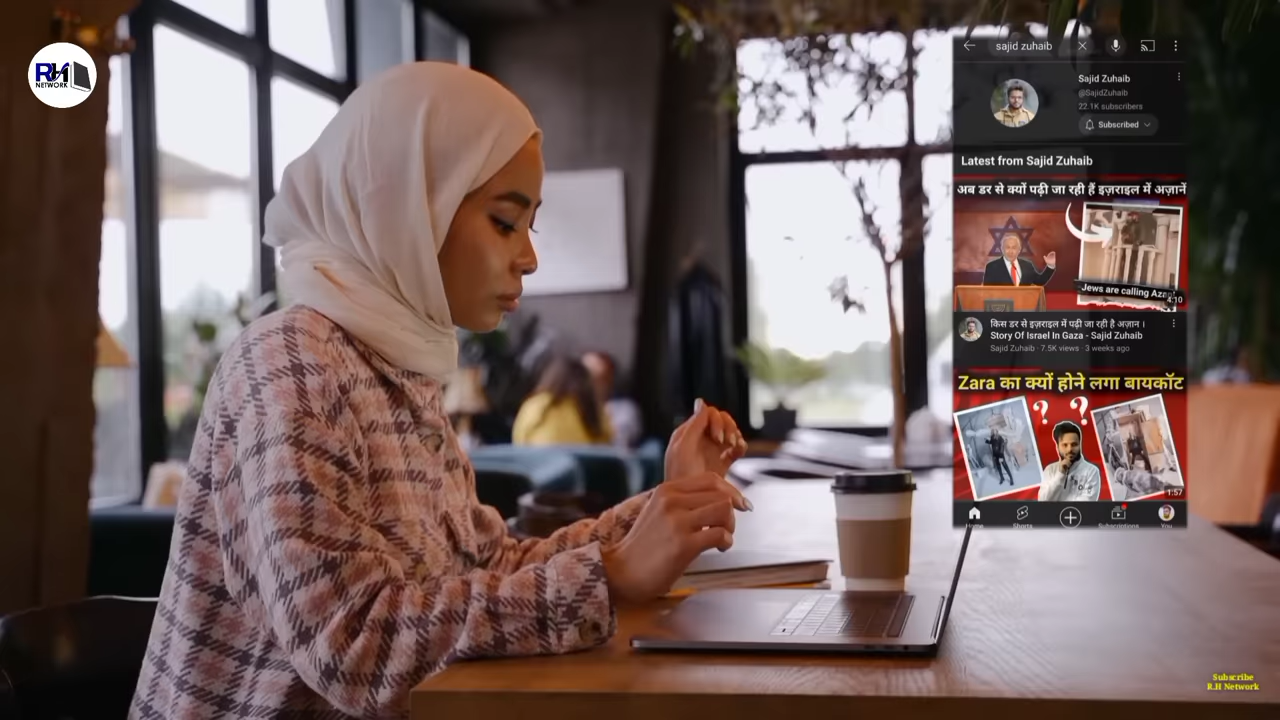 RH
NETWORK
sajid zuhaib
Sajid Zuhaib
@SajidZuhaib
22.1K subscribers
Subscribed
Latest from Sajid Zuhaib
अब डर से क्यों पढ़ी जा रही हैं इज़राइल में अज़ानें
Jews are calling Azan!
4:10
किस डर से इज़राइल में पढ़ी जा रही है अज़ान ।
Story Of Israel In Gaza - Sajid Zuhaib
Sajid Zuhaib · 7.5K views · 3 weeks ago
Zara का क्यों होने लगा बायकॉट
? ?
1:57
Home Shorts Subscriptions You
Subscribe
R.H Network